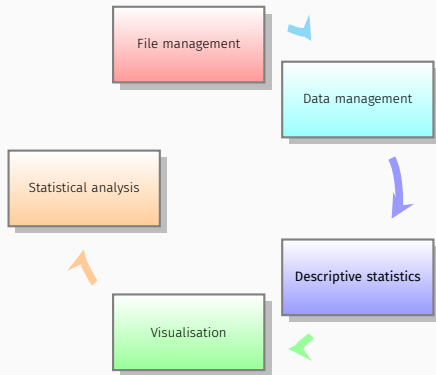 File management
Data management
Descriptive statistics
Visualisation
Statistical analysis